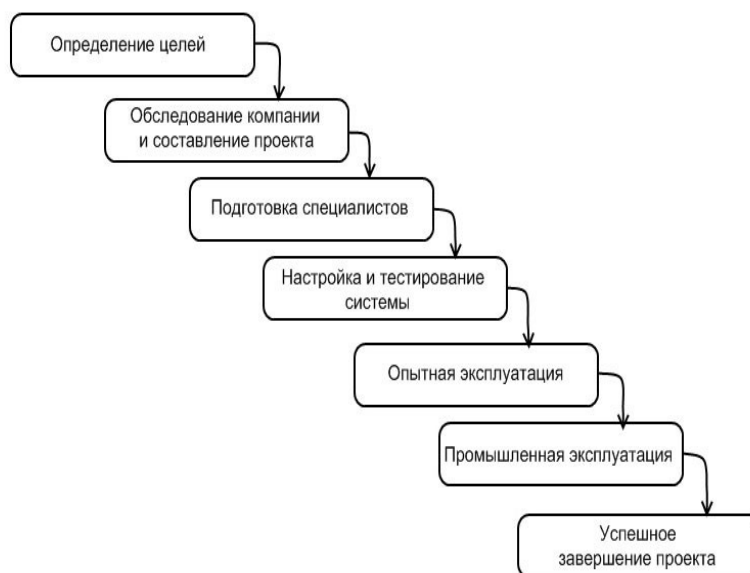 Определение целей
Обследование компании
и составление проекта
Подготовка специалистов
Настройка и тестирование
системы
Опытная эксплуатация
Промышленная эксплуатация
Успешное
завершение проекта